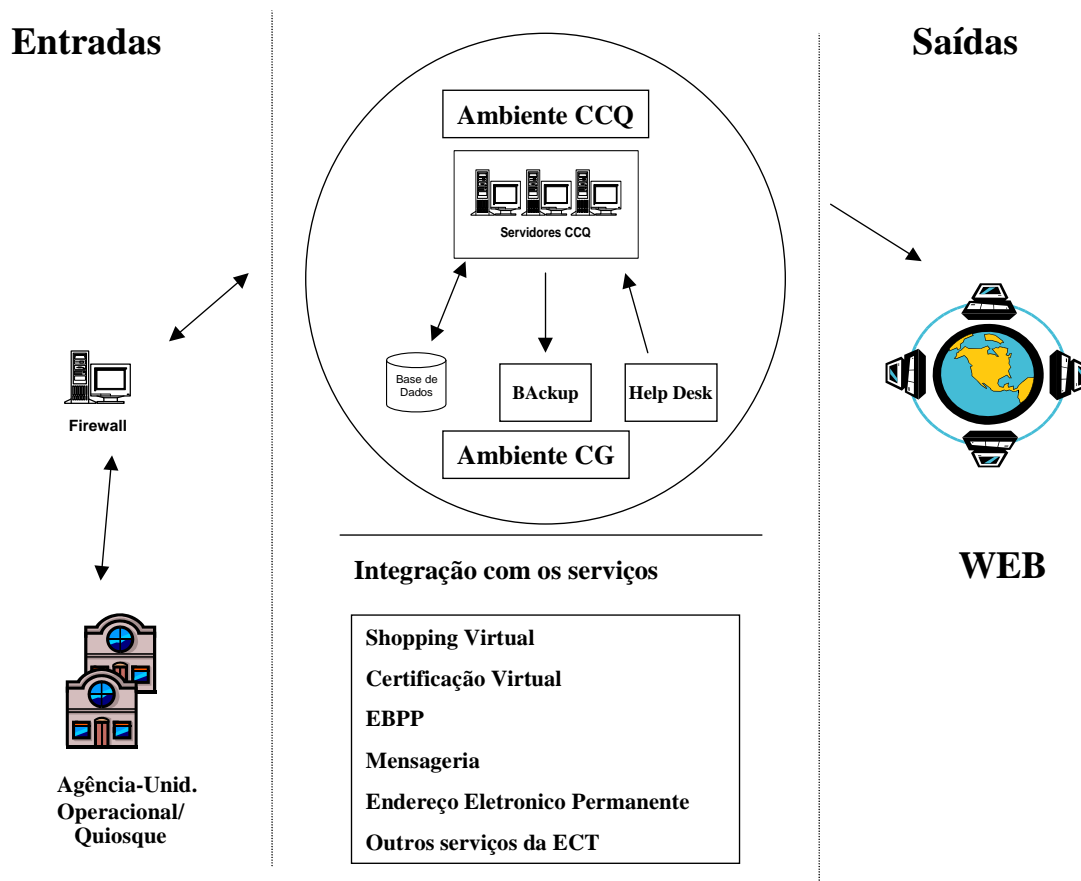 Entradas
Saídas
Ambiente CCQ
Servidores CCQ
Base de
Dados
BAckup
Help Desk
Ambiente CG
Firewall
Agência-Unid.
Operacional/
Quiosque
WEB
Integração com os serviços
Shopping Virtual
Certificação Virtual
EBPP
Mensageria
Endereço Eletronico Permanente
Outros serviços da ECT